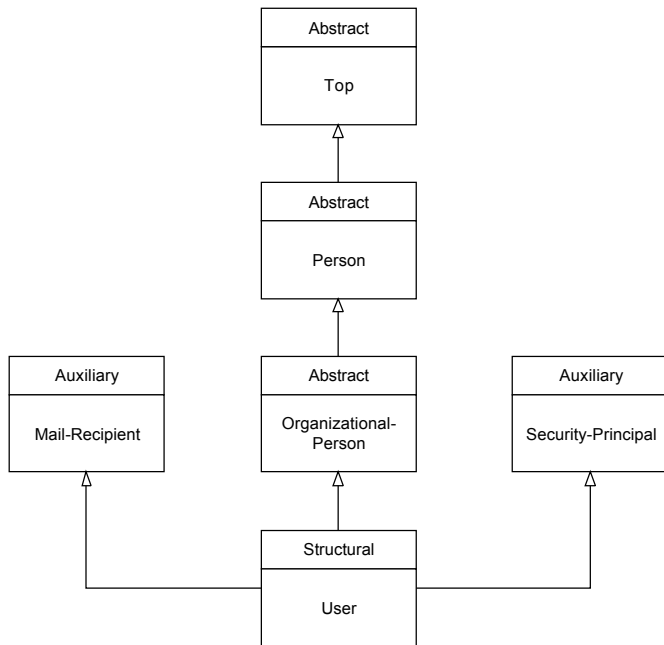 Abstract
Top
Abstract
Person
Auxiliary
Mail-Recipient
Abstract
Organizational-
Person
Auxiliary
Security-Principal
Structural
User